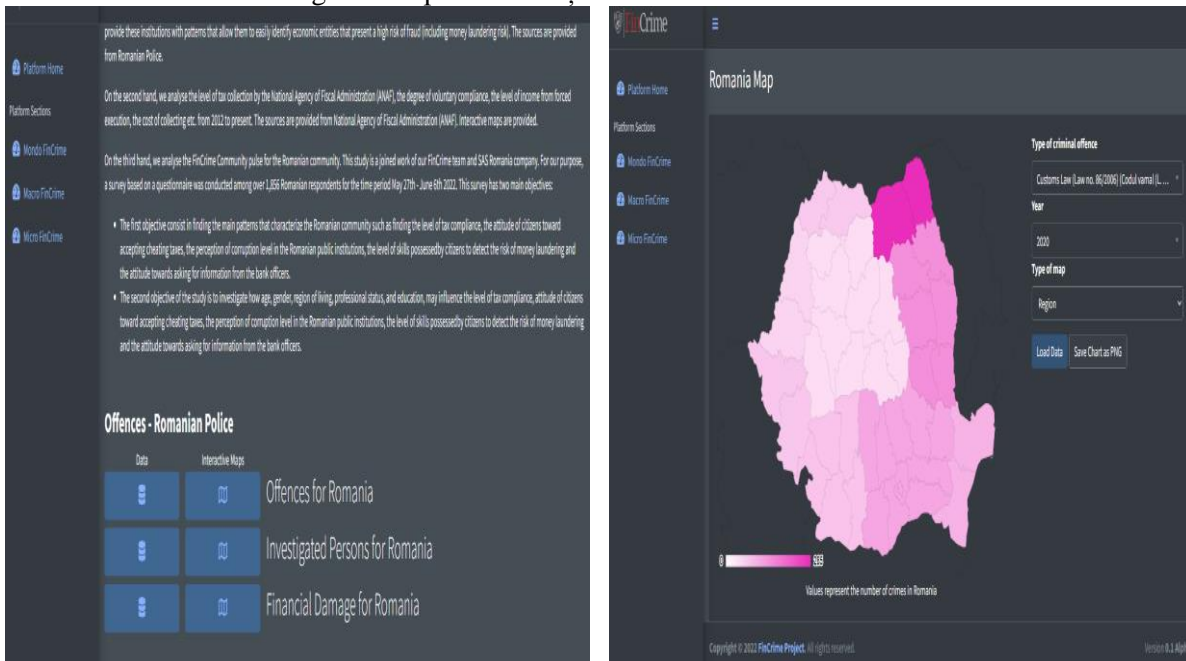 provide these institutions with patterns that allow them to easily identify economic entities that present a high risk of fraud (including money laundering risk). The sources are provided
from Romanian Police.
Platform Home
Platform Sections
Mondo FinCrime
Macro FinCrime
Micro FinCrime
On the second hand, we analyse the level of tax collection by the National Agency of Fiscal Administration (ANAF), the degree of voluntary compliance, the level of income from forced
execution, the cost of collecting etc. from 2012 to present. The sources are provided from National Agency of Fiscal Administration (ANAF). Interactive maps are provided.
On the third hand, we analyse the FinCrime Community pulse for the Romanian community. This study is a joined work of our FinCrime team and SAS Romania company. For our purpose,
a survey based on a questionnaire was conducted among over 1,856 Romanian respondents for the time period May 27th - June 6th 2022. This survey has two main objectives:
• The first objective consist in finding the main patterns that characterize the Romanian community such as finding the level of tax compliance, the attitude of citizens toward
accepting cheating taxes, the perception of corruption level in the Romanian public institutions, the level of skills possessedby citizens to detect the risk of money laundering and
the attitude towards asking for information from the bank officers.
• The second objective of the study is to investigate how age, gender, region of living, professional status, and education, may influence the level of tax compliance, attitude of citizens
toward accepting cheating taxes, the perception of corruption level in the Romanian public institutions, the level of skills possessedby citizens to detect the risk of money laundering
and the attitude towards asking for information from the bank officers.
Offences - Romanian Police
Data Interactive Maps
Offences for Romania
Investigated Persons for Romania
Financial Damage for Romania
FinCrime
Platform Home
Platform Sections
Mondo FinCrime
Macro FinCrime
Micro FinCrime
Romania Map
Type of criminal offence
Customs Law (Law no. 86/2006) (Codul vamal (L. ...
Year
2020
Type of map
Region
Load Data Save Chart as PNG
0
Values represent the number of crimes in Romania
Copyright © 2022 FinCrime Project. All rights reserved.
Version 0.1 Alph